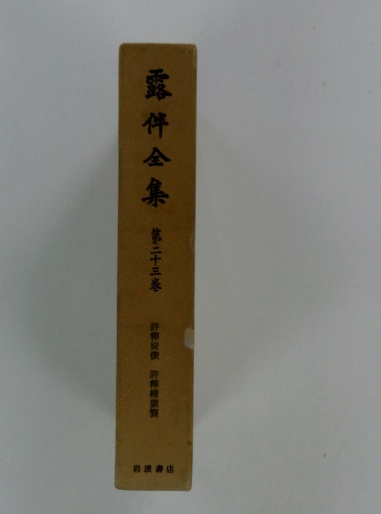 露伴全集
第二十三巻
評釋炭俵 評釋續猿蓑
岩波書店